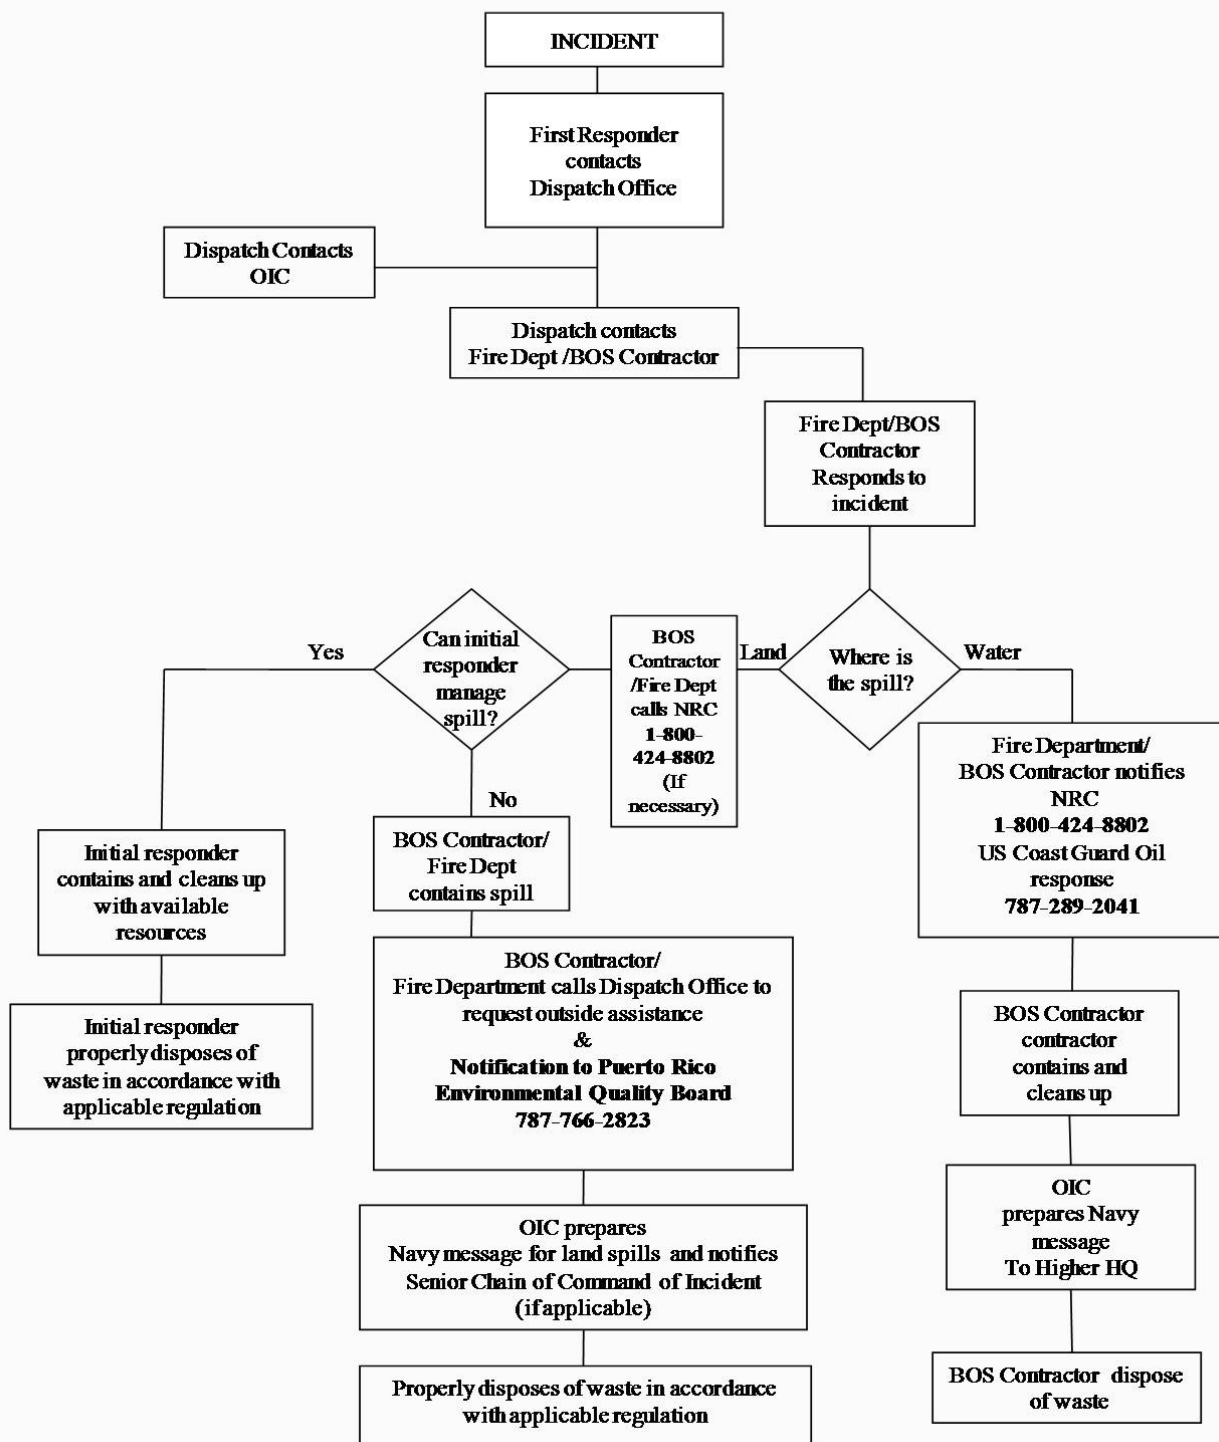 INCIDENT
First Responder
contacts
Dispatch Office
Dispatch Contacts
OIC
Dispatch contacts
Fire Dept /BOS Contractor
Fire Dept/BOS
Contractor
Responds to
incident
Where is
the spill?
Land
Water
BOS
Contractor
/Fire Dept
calls NRC
1-800-
424-8802
(If
necessary)
Can initial
responder
manage
spill?
Yes
No
Initial responder
contains and cleans up
with available
resources
Initial responder
properly disposes of
waste in accordance with
applicable regulation
BOS Contractor/
Fire Dept
contains spill
BOS Contractor/
Fire Department calls Dispatch Office to
request outside assistance
&
Notification to Puerto Rico
Environmental Quality Board
787-766-2823
OIC prepares
Navy message for land spills and notifies
Senior Chain of Command of Incident
(if applicable)
Properly disposes of waste in accordance
with applicable regulation
Fire Department/
BOS Contractor notifies
NRC
1-800-424-8802
US Coast Guard Oil
response
787-289-2041
BOS Contractor
contractor
contains and
cleans up
OIC
prepares Navy
message
To Higher HQ
BOS Contractor dispose
of waste